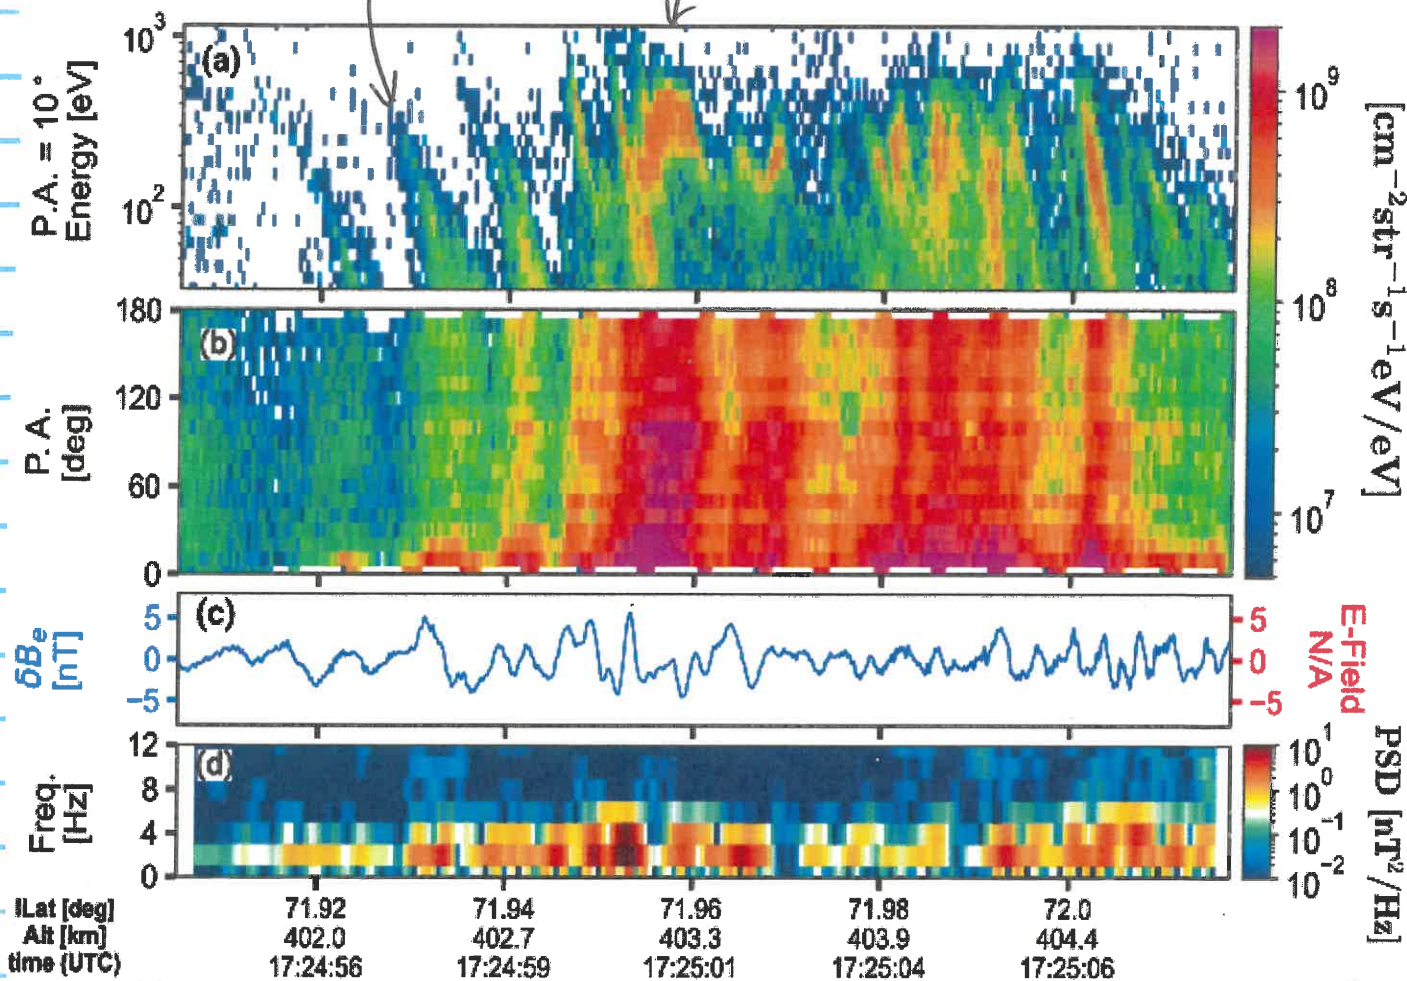 10³
(a)
P.A. = 10°
Energy [eV]
10²
10⁹
10⁸
10⁷
[cm⁻²str⁻¹s⁻¹eV/eV]
180
(b)
120
P.A.
[deg]
60
0
(c)
5
0
−5
δBₑ
[nT]
5
0
−5
E-Field
N/A
12
(d)
8
4
0
Freq.
[Hz]
10¹
10⁰
10⁻¹
10⁻²
PSD [nT²/Hz]
ILat [deg] 71.92 71.94 71.96 71.98 72.0
Alt [km] 402.0 402.7 403.3 403.9 404.4
time (UTC) 17:24:56 17:24:59 17:25:01 17:25:04 17:25:06